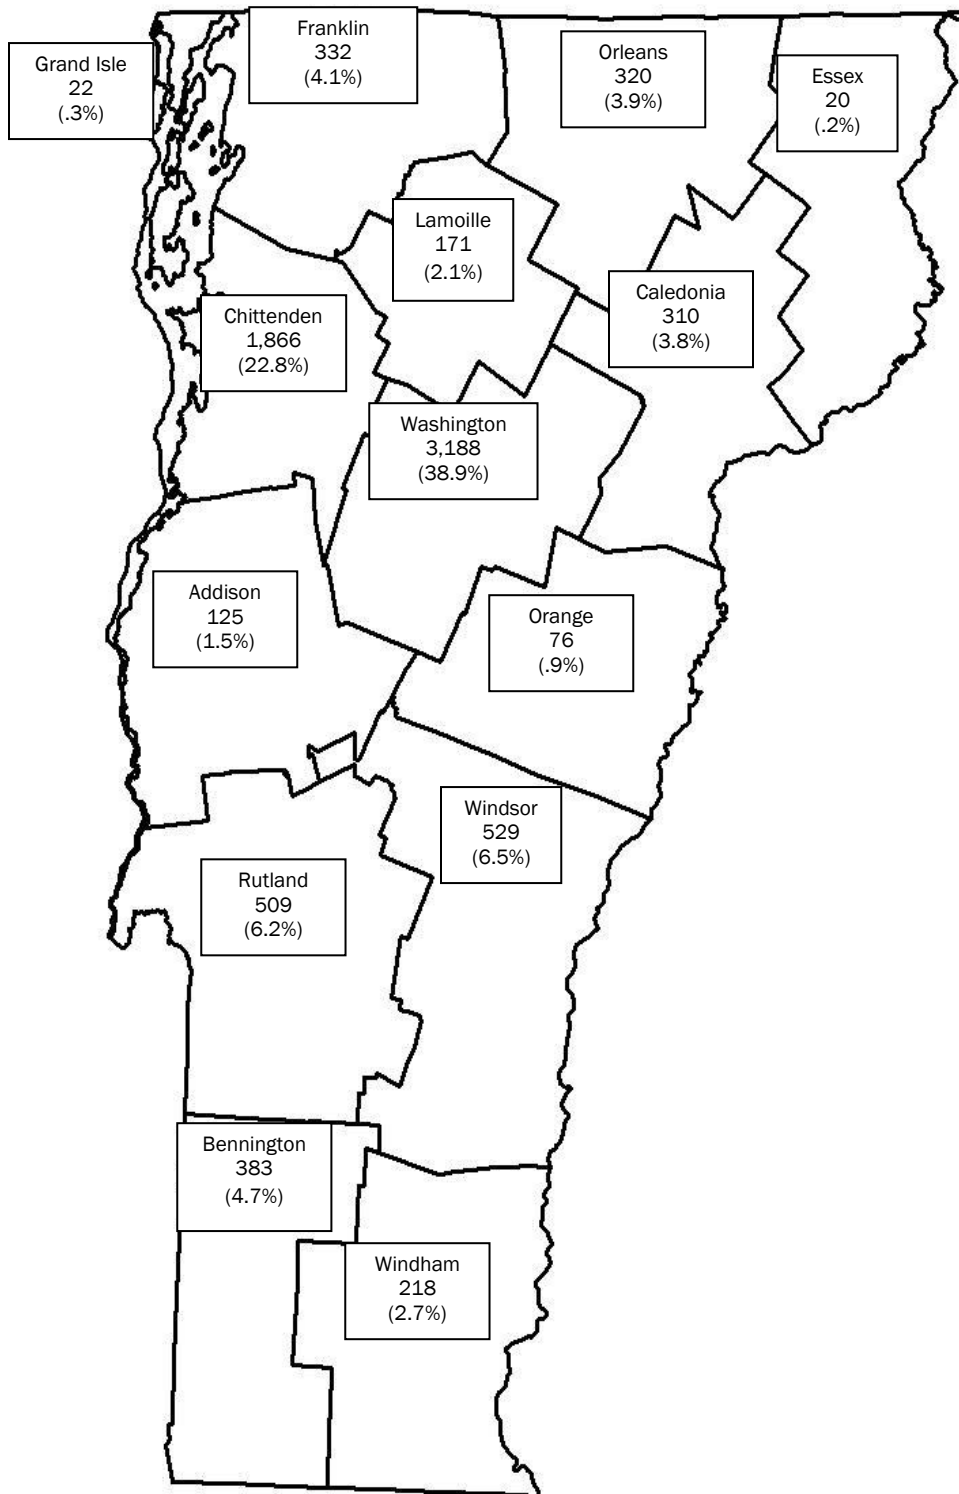 Franklin
332
(4.1%)
Grand Isle
22
(.3%)
Orleans
320
(3.9%)
Essex
20
(.2%)
Lamoille
171
(2.1%)
Caledonia
310
(3.8%)
Chittenden
1,866
(22.8%)
Washington
3,188
(38.9%)
Addison
125
(1.5%)
Orange
76
(.9%)
Windsor
529
(6.5%)
Rutland
509
(6.2%)
Bennington
383
(4.7%)
Windham
218
(2.7%)